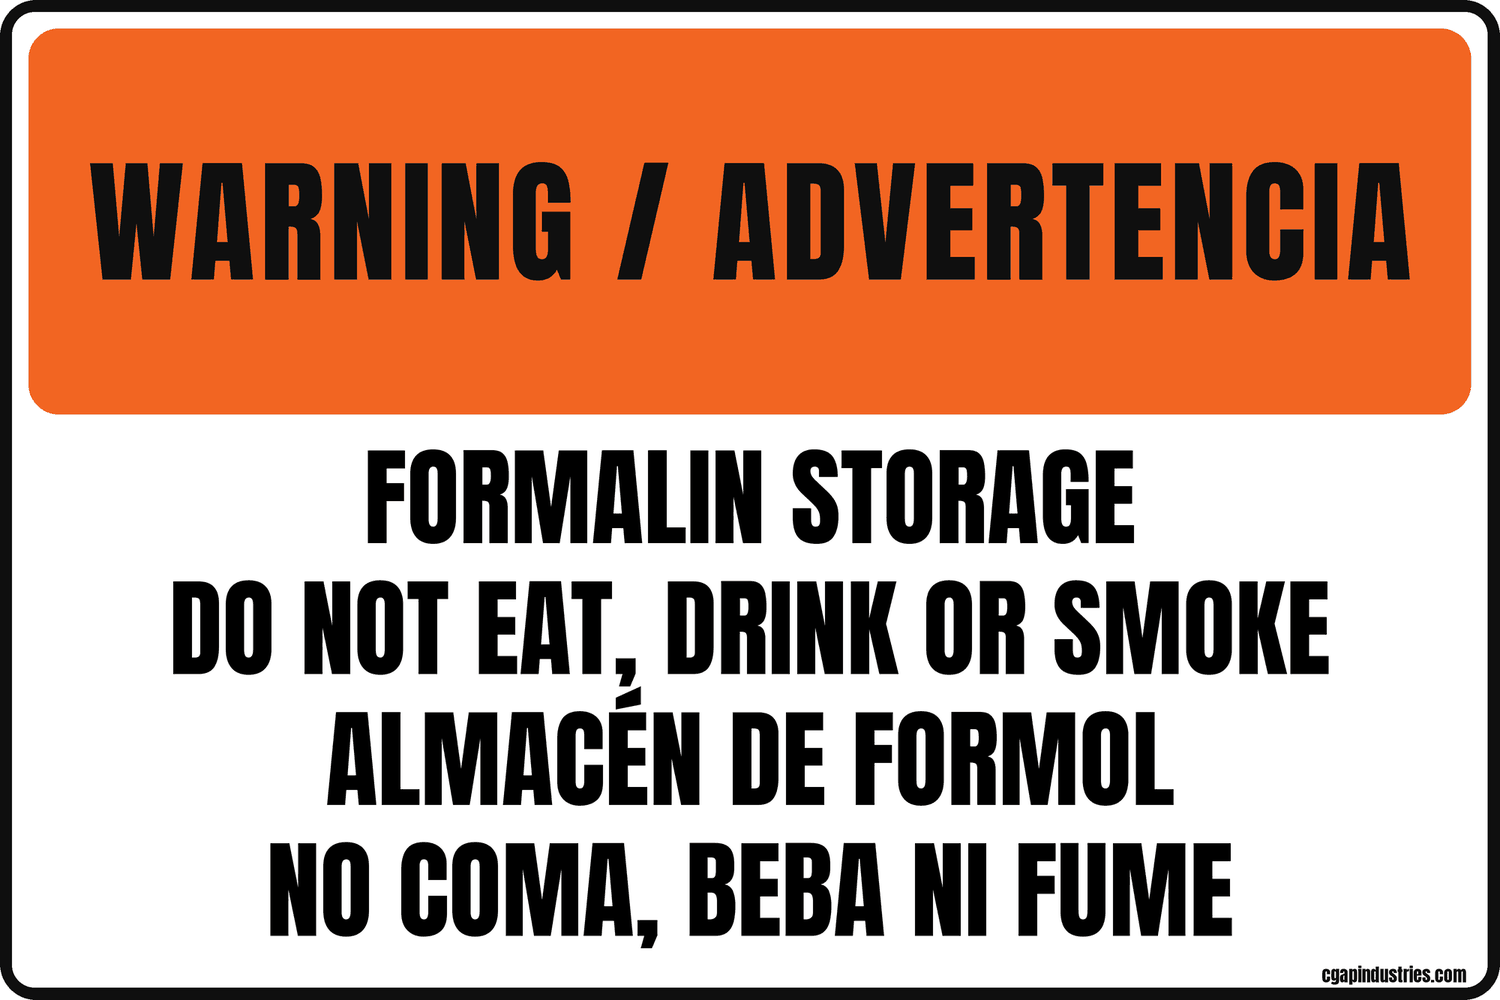 WARNING / ADVERTENCIA
FORMALIN STORAGE
DO NOT EAT, DRINK OR SMOKE
ALMACÉN DE FORMOL
NO COMA, BEBA NI FUME
cgapindustries.com